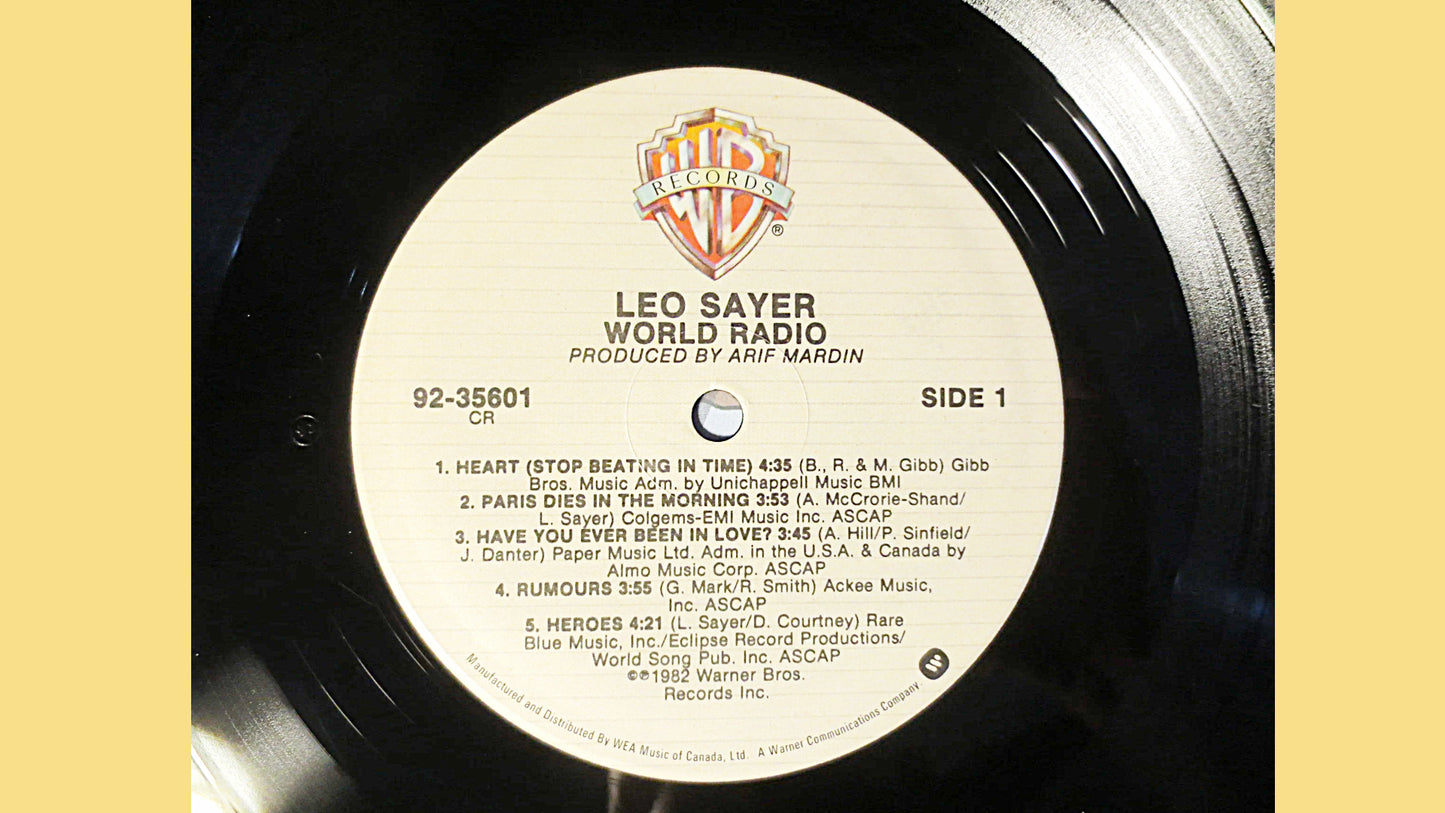 WB
RECORDS
®
LEO SAYER
WORLD RADIO
PRODUCED BY ARIF MARDIN
92-35601
CR
SIDE 1
1. HEART (STOP BEATING IN TIME) 4:35 (B., R. & M. Gibb) Gibb
Bros. Music Adm. by Unichappell Music BMI
2. PARIS DIES IN THE MORNING 3:53 (A. McCrorie-Shand/
L. Sayer) Colgems-EMI Music Inc. ASCAP
3. HAVE YOU EVER BEEN IN LOVE? 3:45 (A. Hill/P. Sinfield/
J. Danter) Paper Music Ltd. Adm. in the U.S.A. & Canada by
Almo Music Corp. ASCAP
4. RUMOURS 3:55 (G. Mark/R. Smith) Ackee Music,
Inc. ASCAP
5. HEROES 4:21 (L. Sayer/D. Courtney) Rare
Blue Music, Inc./Eclipse Record Productions/
World Song Pub. Inc. ASCAP
©℗1982 Warner Bros.
Records Inc.
Manufactured and Distributed By WEA Music of Canada, Ltd. A Warner Communications Company.